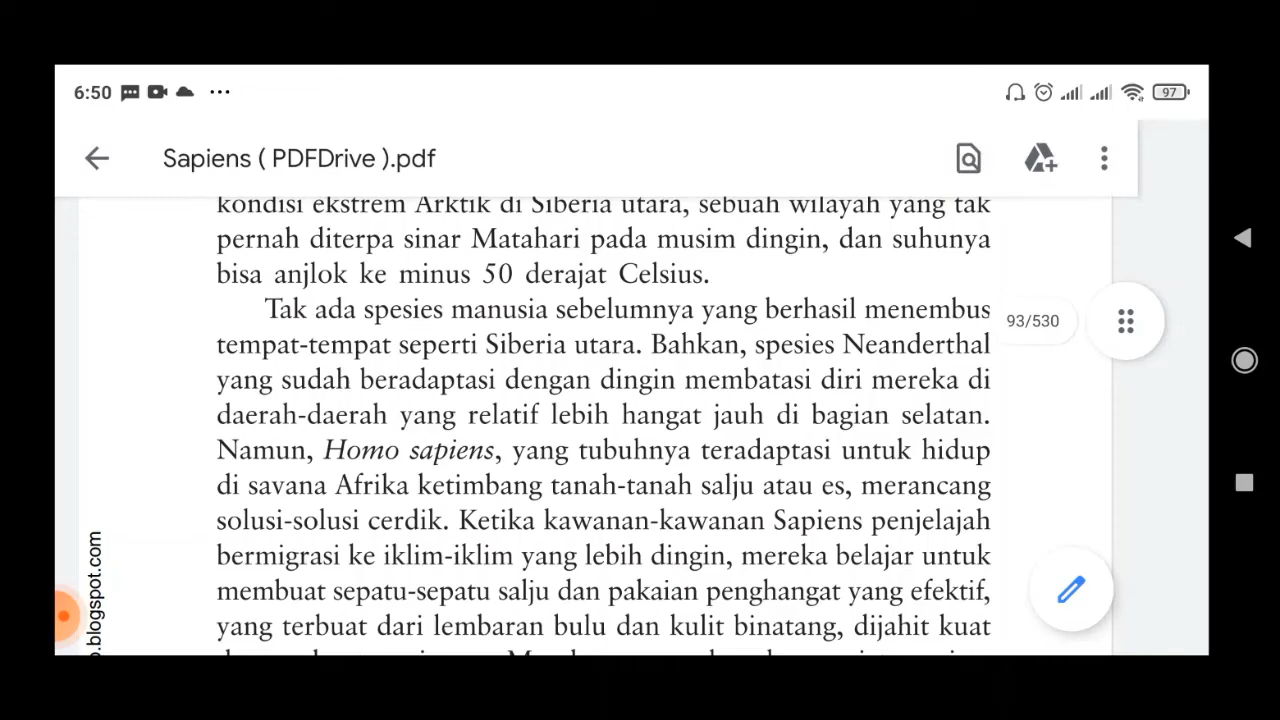 6:50
97
Sapiens ( PDFDrive ).pdf
kondisi ekstrem Arktik di Siberia utara, sebuah wilayah yang tak
pernah diterpa sinar Matahari pada musim dingin, dan suhunya
bisa anjlok ke minus 50 derajat Celsius.
Tak ada spesies manusia sebelumnya yang berhasil menembus
93/530
tempat-tempat seperti Siberia utara. Bahkan, spesies Neanderthal
yang sudah beradaptasi dengan dingin membatasi diri mereka di
daerah-daerah yang relatif lebih hangat jauh di bagian selatan.
Namun, Homo sapiens, yang tubuhnya teradaptasi untuk hidup
di savana Afrika ketimbang tanah-tanah salju atau es, merancang
solusi-solusi cerdik. Ketika kawanan-kawanan Sapiens penjelajah
bermigrasi ke iklim-iklim yang lebih dingin, mereka belajar untuk
membuat sepatu-sepatu salju dan pakaian penghangat yang efektif,
yang terbuat dari lembaran bulu dan kulit binatang, dijahit kuat
.blogspot.com